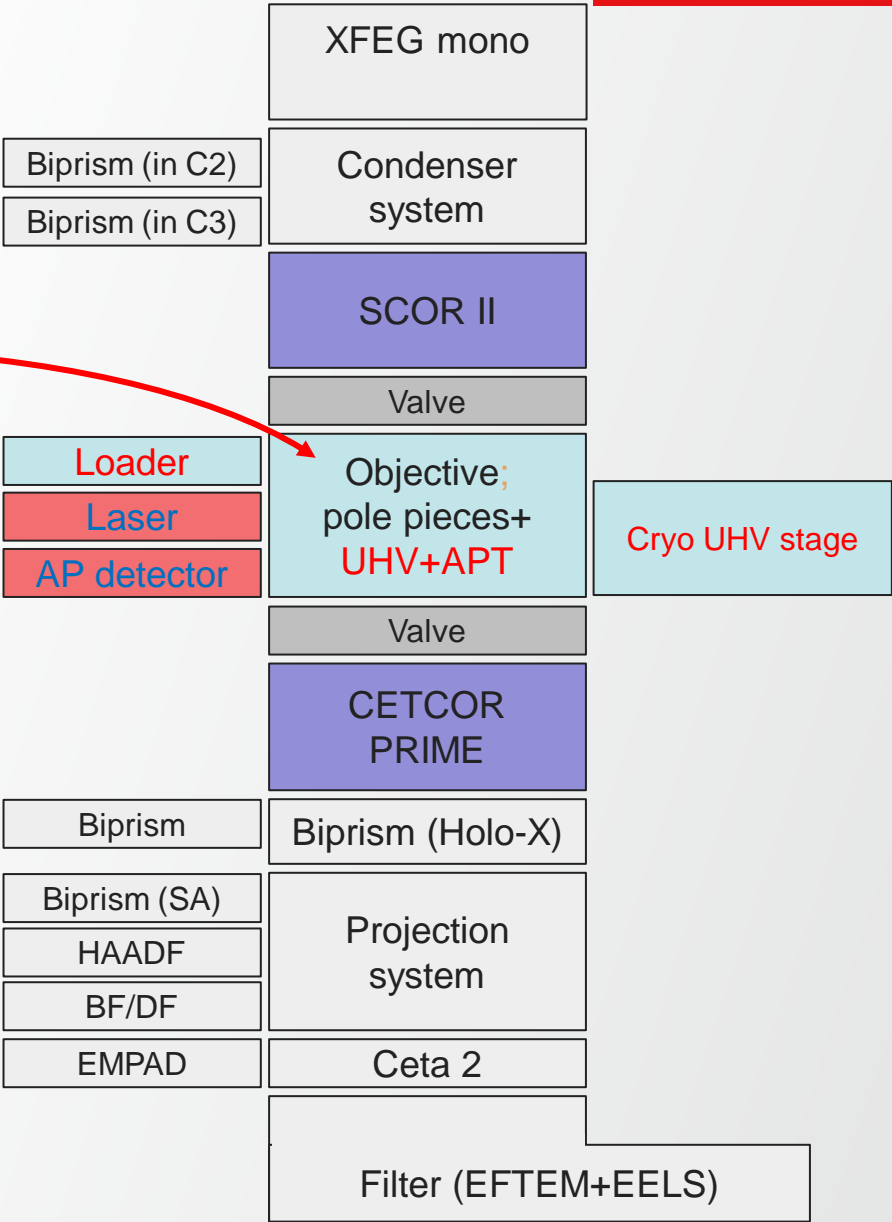 XFEG mono
Biprism (in C2)
Biprism (in C3)
Condenser
system
SCOR II
Valve
Loader
Laser
AP detector
Objective;
pole pieces+
UHV+APT
Cryo UHV stage
Valve
CETCOR
PRIME
Biprism
Biprism (Holo-X)
Biprism (SA)
HAADF
BF/DF
Projection
system
EMPAD
Ceta 2
Filter (EFTEM+EELS)